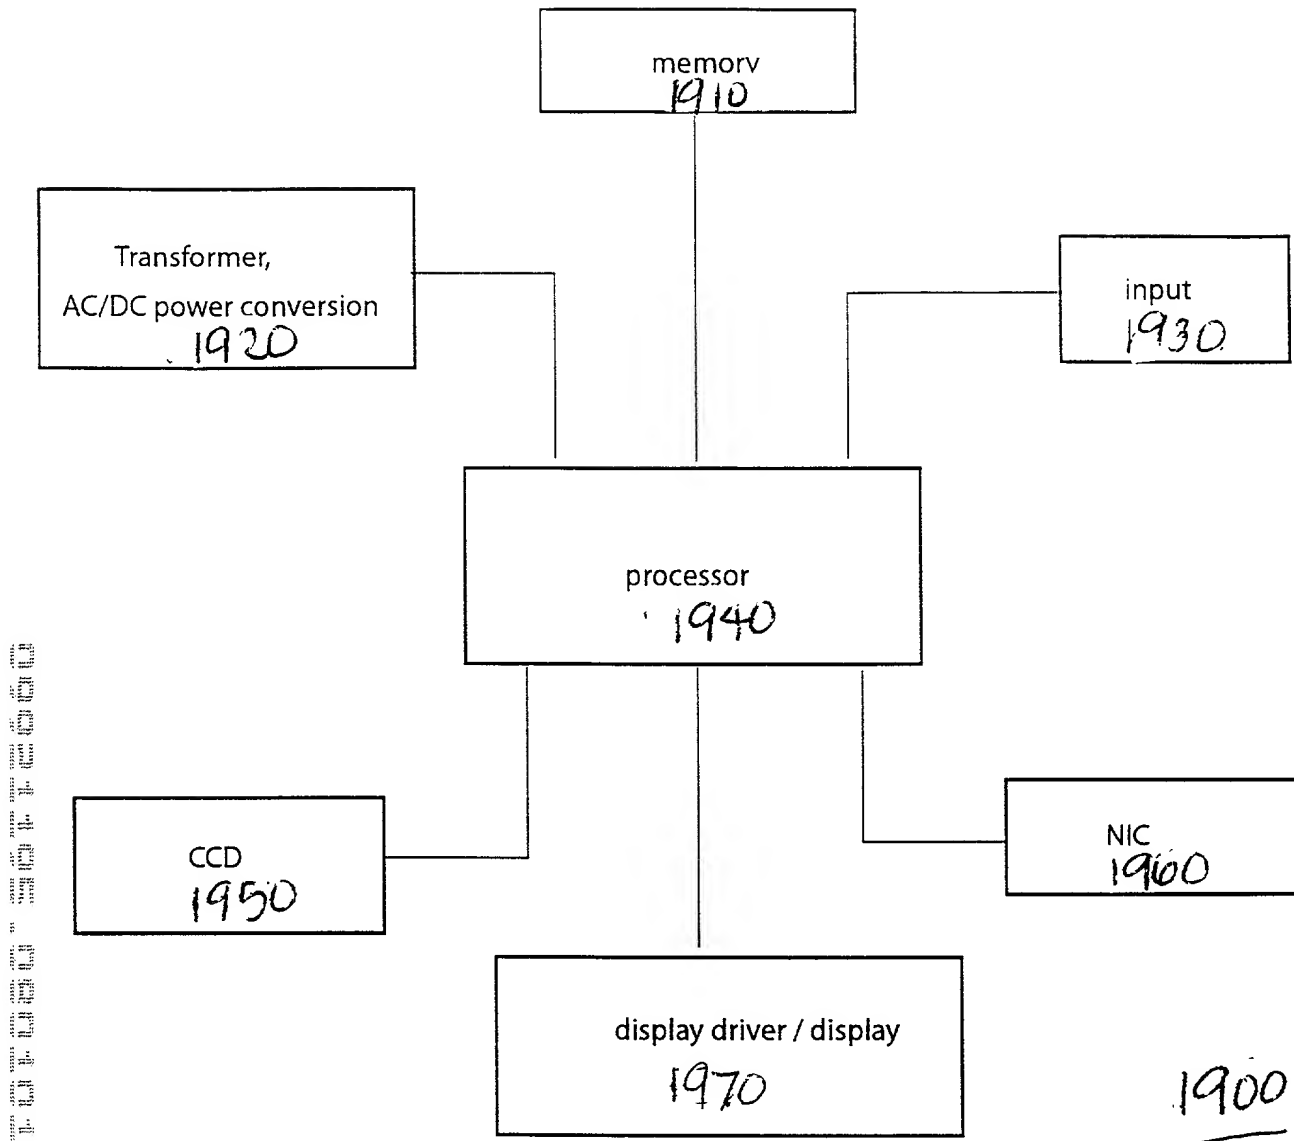 memory
1910
Transformer,
AC/DC power conversion
1920
input
1930
processor
1940
CCD
1950
NIC
1960
display driver / display
1970
1900